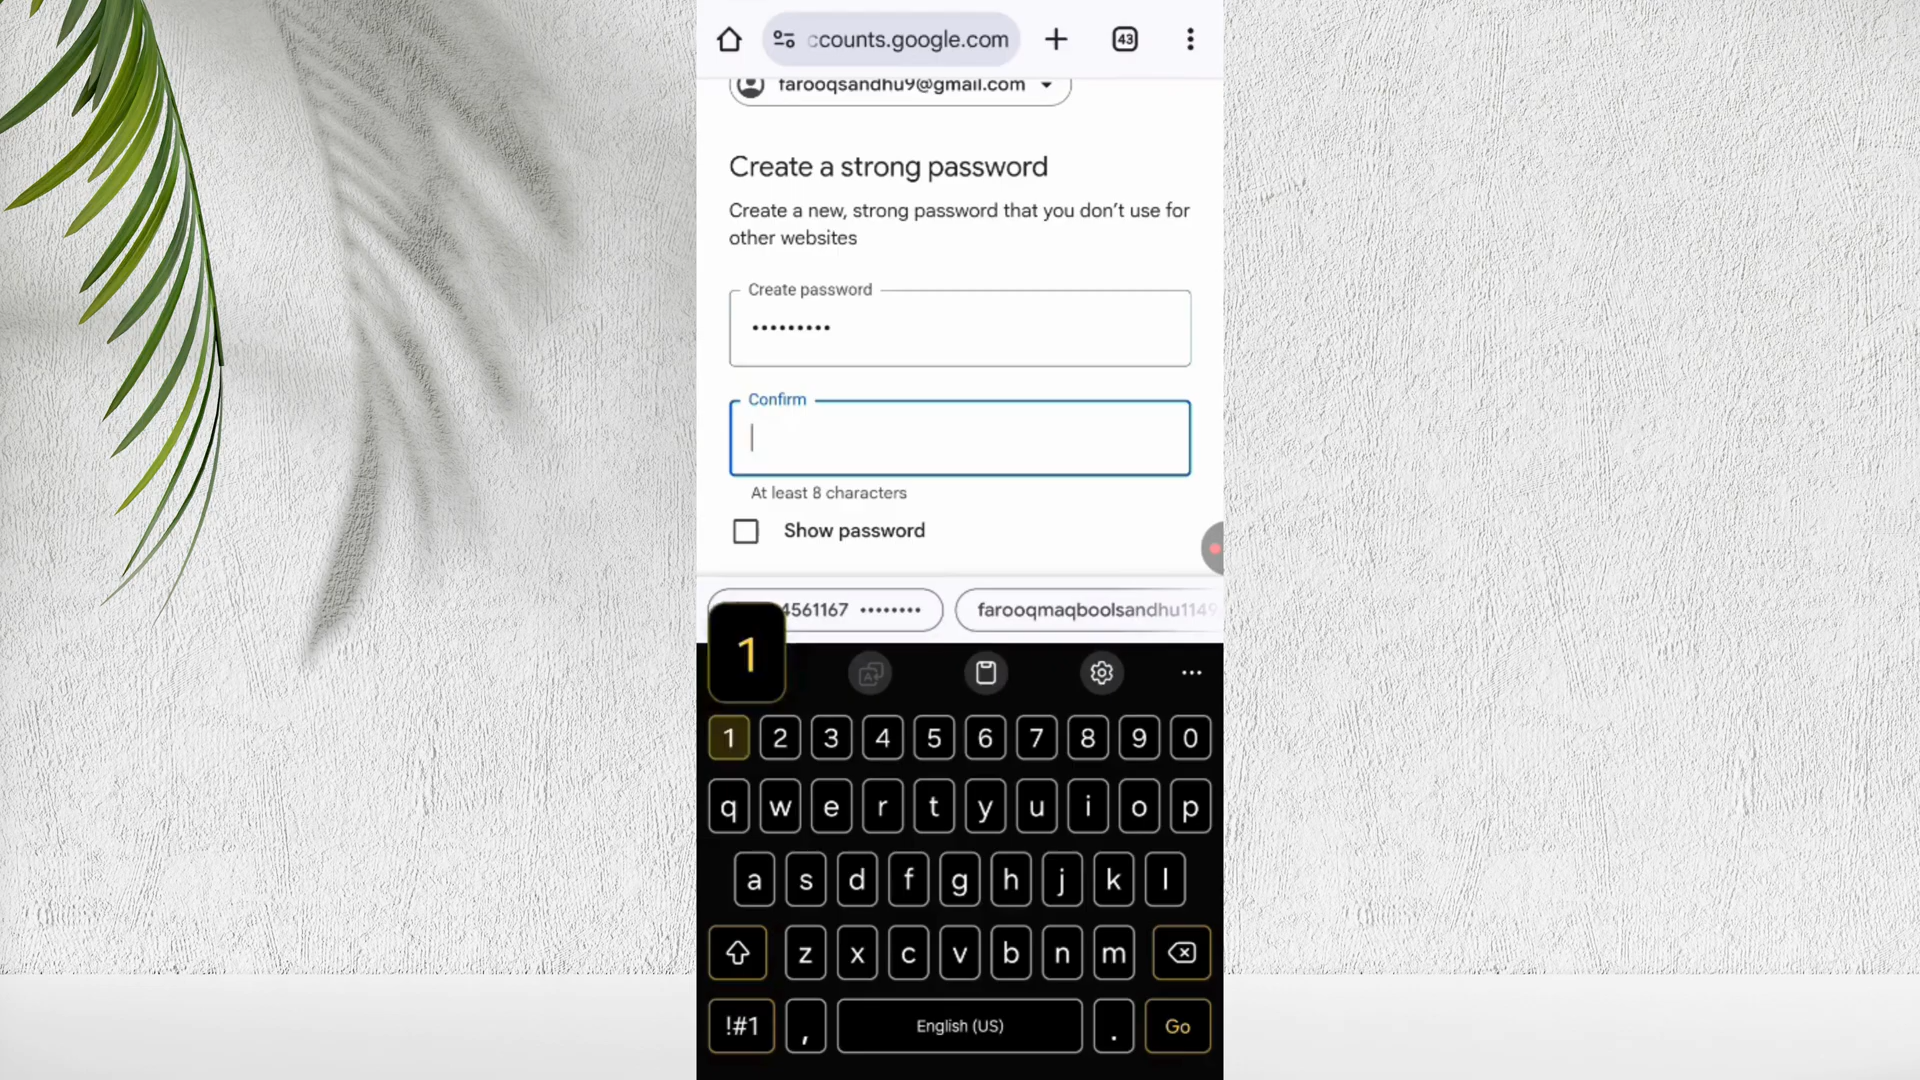 ccounts.google.com
43
farooqsandhu9@gmail.com
Create a strong password
Create a new, strong password that you don’t use for
other websites
Create password
•••••••••
Confirm
At least 8 characters
Show password
4561167 ••••••••
farooqmaqboolsandhu1149
1
1 2 3 4 5 6 7 8 9 0
q w e r t y u i o p
a s d f g h j k l
z x c v b n m
!#1 , English (US) . Go